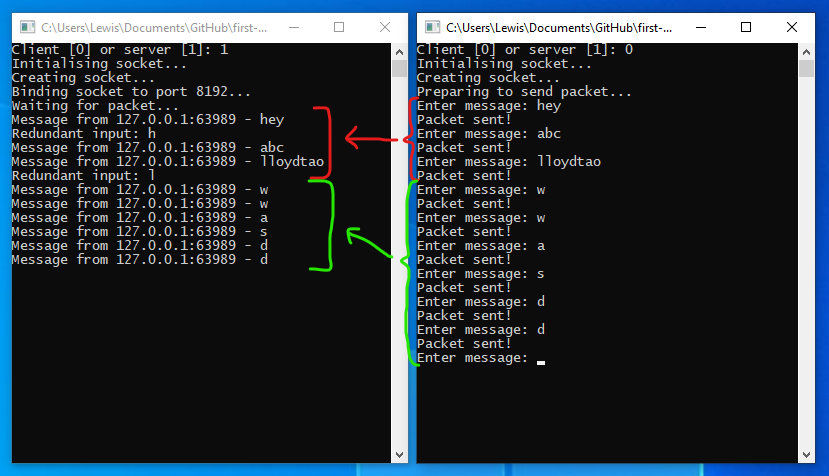 C:\Users\Lewis\Documents\GitHub\first-...
Client [0] or server [1]: 1
Initialising socket...
Creating socket...
Binding socket to port 8192...
Waiting for packet...
Message from 127.0.0.1:63989 - hey
Redundant input: h
Message from 127.0.0.1:63989 - abc
Message from 127.0.0.1:63989 - lloydtao
Redundant input: l
Message from 127.0.0.1:63989 - w
Message from 127.0.0.1:63989 - w
Message from 127.0.0.1:63989 - a
Message from 127.0.0.1:63989 - s
Message from 127.0.0.1:63989 - d
Message from 127.0.0.1:63989 - d
C:\Users\Lewis\Documents\GitHub\first-...
Client [0] or server [1]: 0
Initialising socket...
Creating socket...
Preparing to send packet...
Enter message: hey
Packet sent!
Enter message: abc
Packet sent!
Enter message: lloydtao
Packet sent!
Enter message: w
Packet sent!
Enter message: w
Packet sent!
Enter message: a
Packet sent!
Enter message: s
Packet sent!
Enter message: d
Packet sent!
Enter message: d
Packet sent!
Enter message: